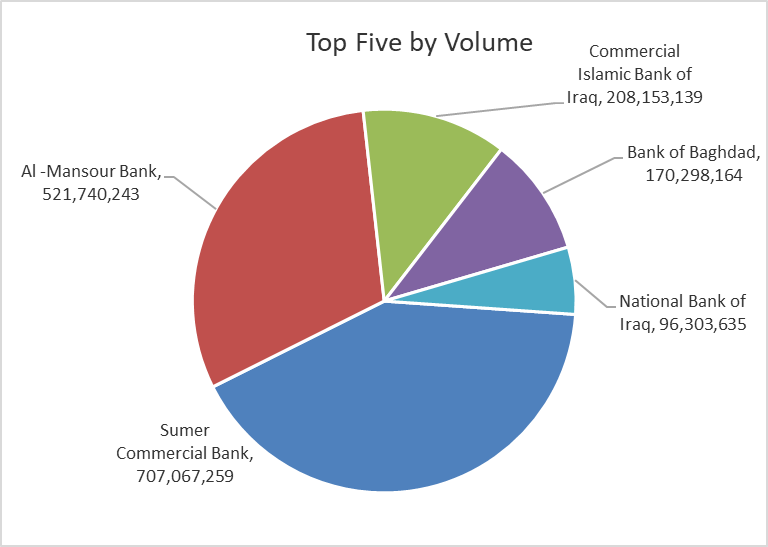 Top Five by Volume
Commercial
Islamic Bank of
Iraq, 208,153,139
Bank of Baghdad,
170,298,164
National Bank of
Iraq, 96,303,635
Sumer
Commercial Bank,
707,067,259
Al -Mansour Bank,
521,740,243